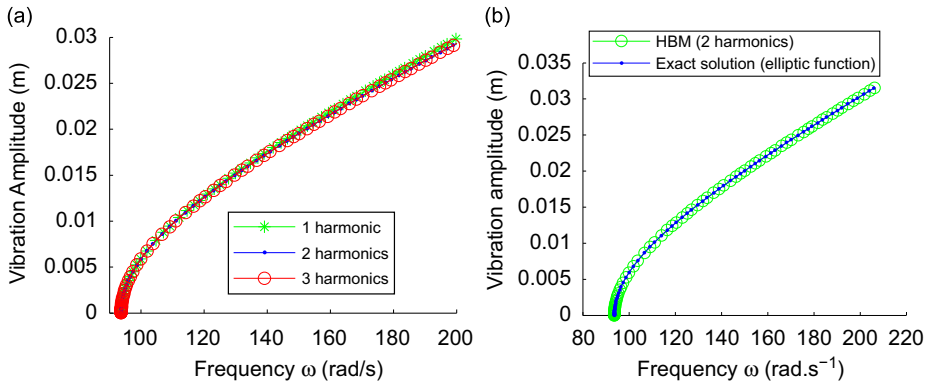 (a)
0.03
0.025
0.02
0.015
0.01
0.005
0
Vibration Amplitude (m)
1 harmonic
2 harmonics
3 harmonics
100 120 140 160 180 200
Frequency ω (rad/s)
(b)
HBM (2 harmonics)
Exact solution (elliptic function)
0.035
0.03
0.025
0.02
0.015
0.01
0.005
0
Vibration amplitude (m)
80 100 120 140 160 180 200 220
Frequency ω (rad.s⁻¹)